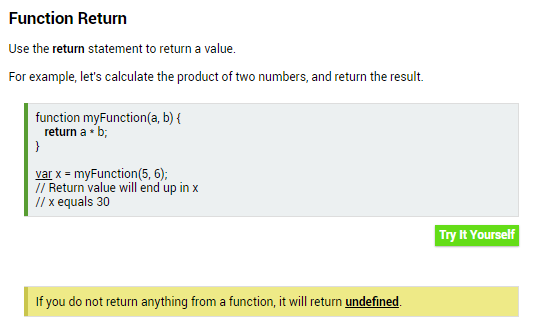 Function Return
Use the return statement to return a value.
For example, let's calculate the product of two numbers, and return the result.
function myFunction(a, b) {
return a * b;
}
var x = myFunction(5, 6);
// Return value will end up in x
// x equals 30
Try It Yourself
If you do not return anything from a function, it will return undefined.